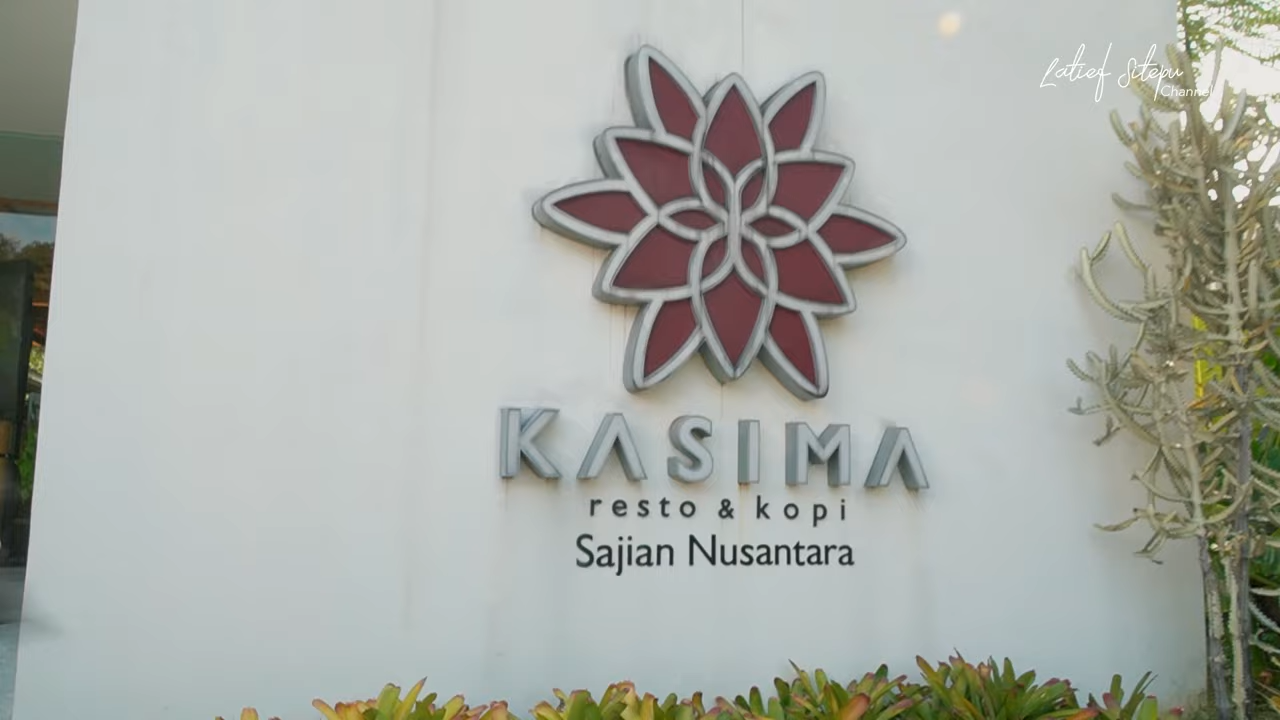 Latief Sitepu
Channel
KASIMA
resto & kopi
Sajian Nusantara